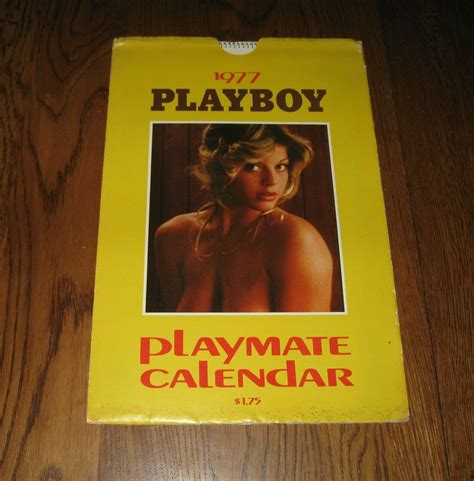 1977
PLAYBOY
PLAYMATE
CALENDAR
$1.75